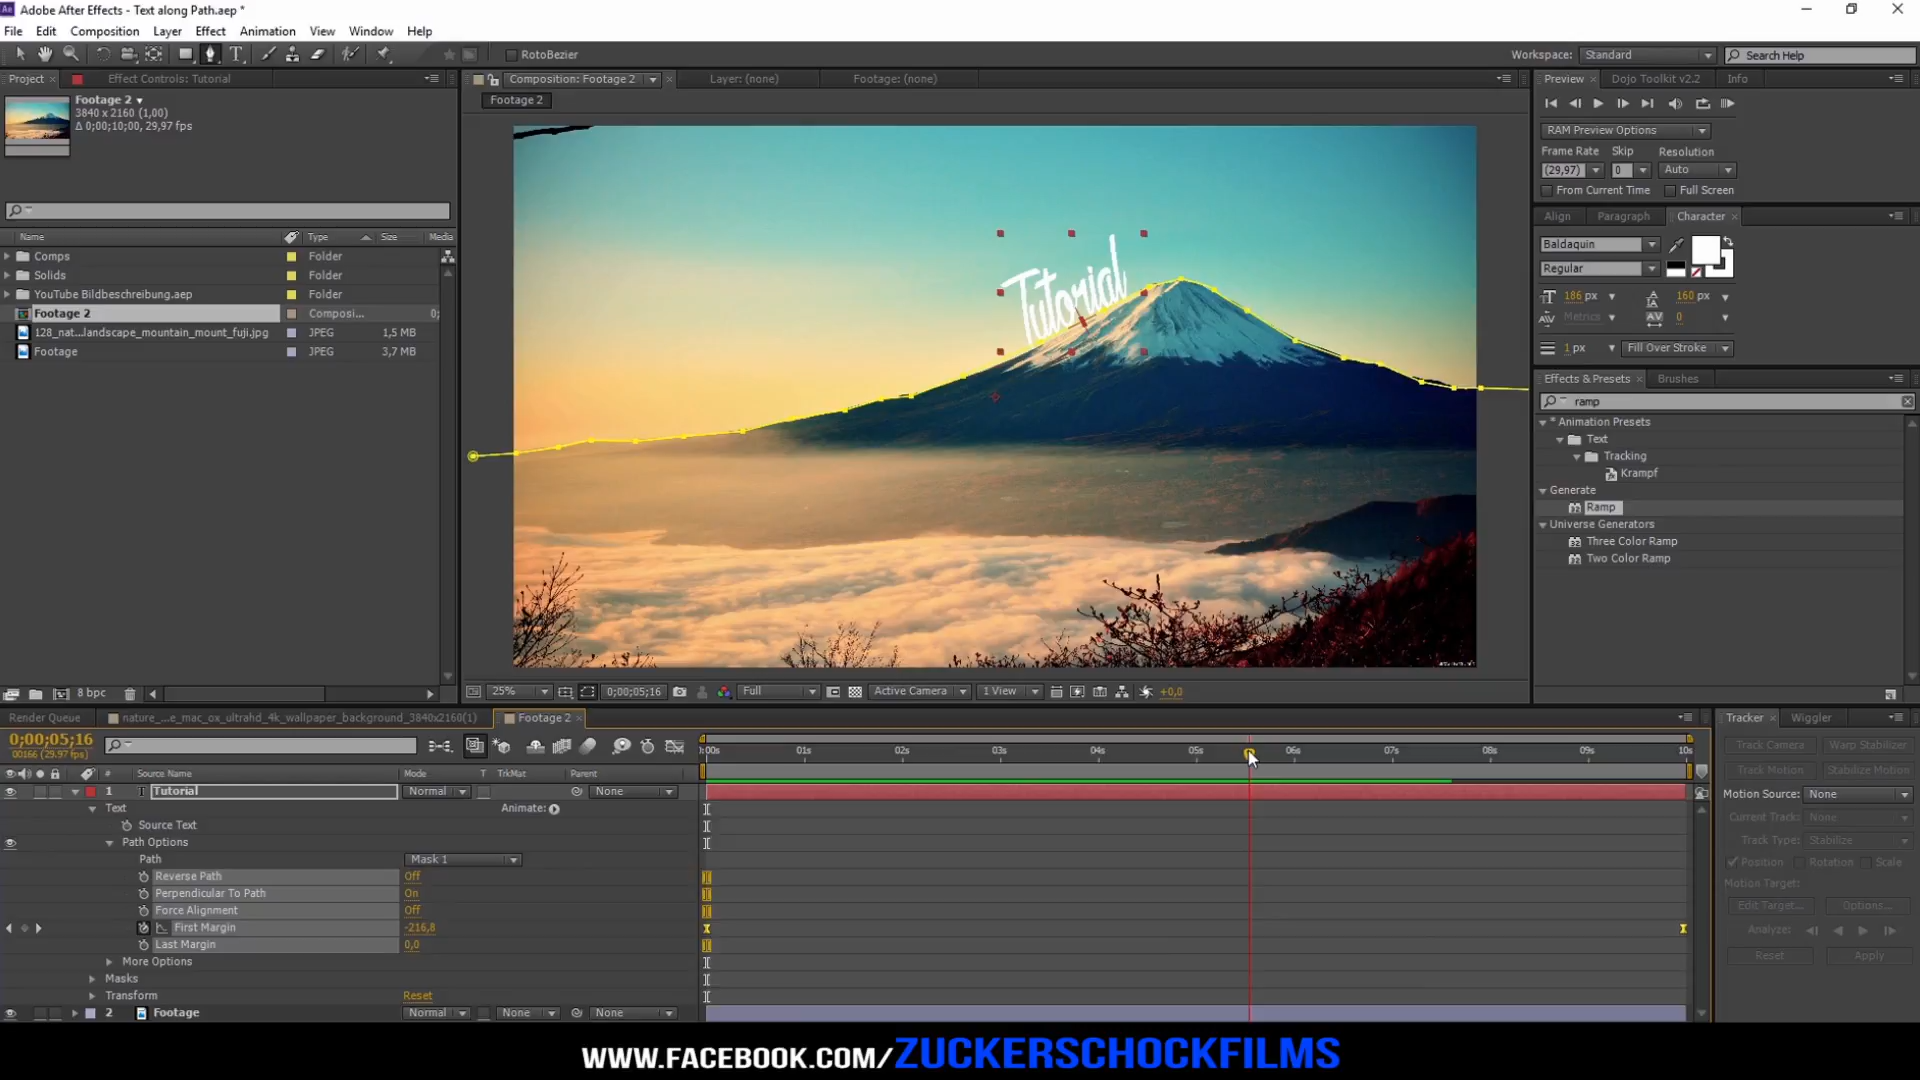 Adobe After Effects - Text along Path.aep *
File Edit Composition Layer Effect Animation View Window Help
RotoBezier
Workspace: Standard
Search Help
Project
Effect Controls: Tutorial
Composition: Footage 2
Layer: (none)
Footage: (none)
Preview
Dojo Toolkit v2.2
Info
Footage 2
3840 x 2160 (1,00)
Δ 0;00;10;00, 29,97 fps
Footage 2
RAM Preview Options
Frame Rate Skip Resolution
(29,97) 0 Auto
From Current Time Full Screen
Align Paragraph Character
Baldaquin
Regular
186 px 160 px
Metrics 0
1 px Fill Over Stroke
Effects & Presets Brushes
ramp
* Animation Presets
Text
Tracking
Krampf
Generate
Ramp
Universe Generators
Three Color Ramp
Two Color Ramp
Name Type Size Media
Comps Folder
Solids Folder
YouTube Bildbeschreibung.aep Folder
Footage 2 Composi... 0;
128_nat...landscape_mountain_mount_fuji.jpg JPEG 1,5 MB
Footage JPEG 3,7 MB
Tutorial
8 bpc
25% 0;00;05;16 Full Active Camera 1 View +0,0
Render Queue
nature_...e_mac_ox_ultrahd_4k_wallpaper_background_3840x2160(1)
Footage 2
0;00;05;16
00166 (29.97 fps)
:00s 01s 02s 03s 04s 05s 06s 07s 08s 09s 10s
# Source Name Mode T TrkMat Parent
1 T Tutorial Normal None
Text Animate:
Source Text
Path Options
Path Mask 1
Reverse Path Off
Perpendicular To Path On
Force Alignment Off
First Margin -216,8
Last Margin 0,0
More Options
Masks
Transform Reset
2 Footage Normal None None
Tracker Wiggler
Track Camera Warp Stabilizer
Track Motion Stabilize Motion
Motion Source: None
Current Track: None
Track Type: Stabilize
Position Rotation Scale
Motion Target:
Edit Target... Options...
Analyze:
Reset Apply
WWW.FACEBOOK.COM/ZUCKERSCHOCKFILMS